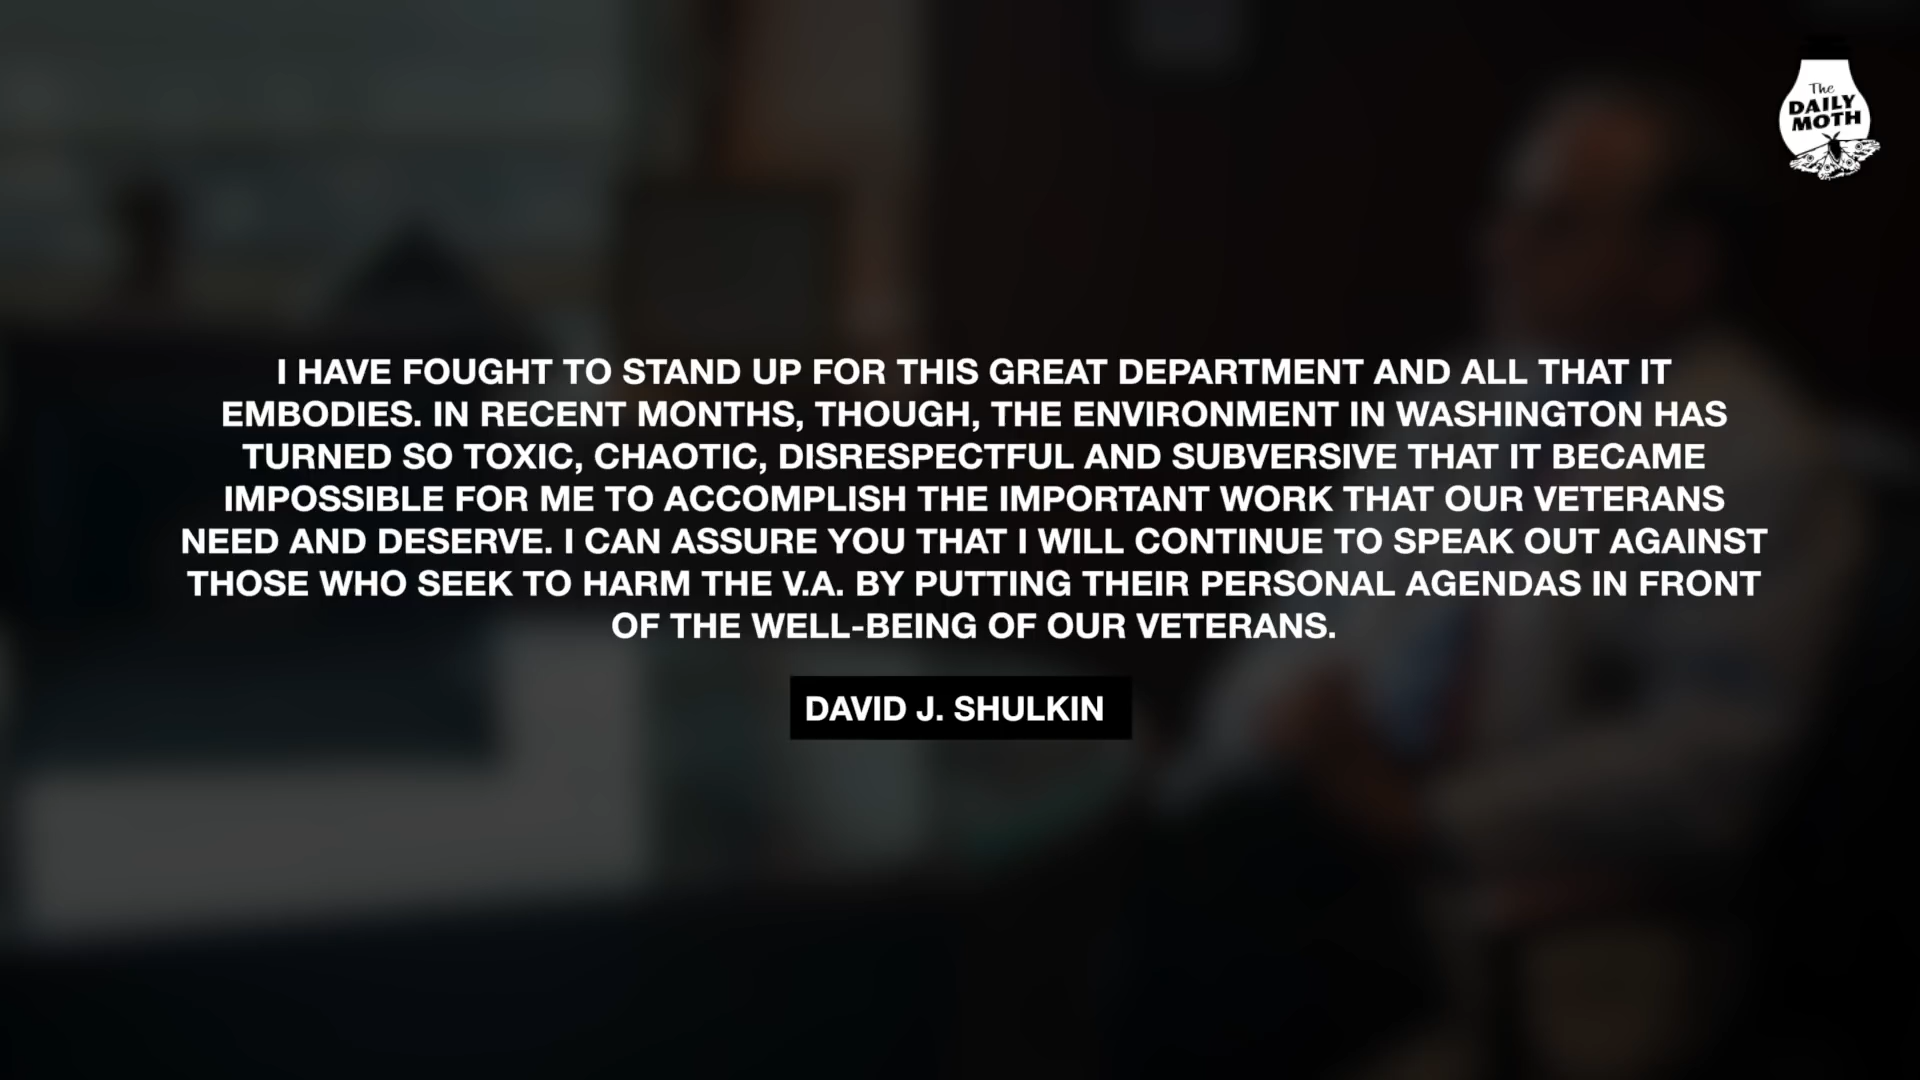 The
DAILY
MOTH
I HAVE FOUGHT TO STAND UP FOR THIS GREAT DEPARTMENT AND ALL THAT IT
EMBODIES. IN RECENT MONTHS, THOUGH, THE ENVIRONMENT IN WASHINGTON HAS
TURNED SO TOXIC, CHAOTIC, DISRESPECTFUL AND SUBVERSIVE THAT IT BECAME
IMPOSSIBLE FOR ME TO ACCOMPLISH THE IMPORTANT WORK THAT OUR VETERANS
NEED AND DESERVE. I CAN ASSURE YOU THAT I WILL CONTINUE TO SPEAK OUT AGAINST
THOSE WHO SEEK TO HARM THE V.A. BY PUTTING THEIR PERSONAL AGENDAS IN FRONT
OF THE WELL-BEING OF OUR VETERANS.
DAVID J. SHULKIN